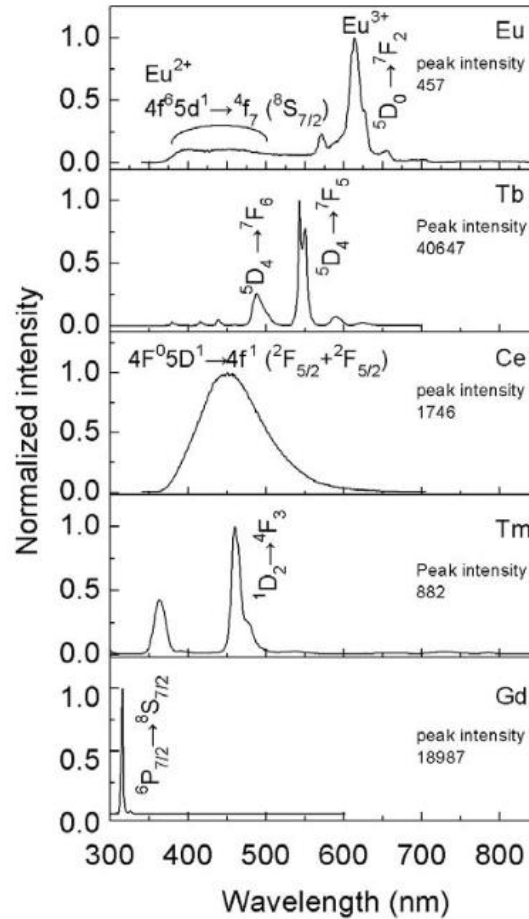 Normalized intensity
Eu
Eu³⁺
⁵D₀→⁷F₂
peak intensity
457
Eu²⁺
4f⁶5d¹→⁴f₇ (⁸S₇/₂)
1.0
0.5
0.0
Tb
⁵D₄→⁷F₆
⁵D₄→⁷F₅
Peak intensity
40647
1.0
0.5
0.0
Ce
4F⁰5D¹→4f¹ (²F₅/₂+²F₅/₂)
peak intensity
1746
1.0
0.5
0.0
Tm
¹D₂→⁴F₃
Peak intensity
882
1.0
0.5
0.0
Gd
⁶P₇/₂→⁸S₇/₂
peak intensity
18987
1.0
0.5
0.0
300 400 500 600 700 800
Wavelength (nm)